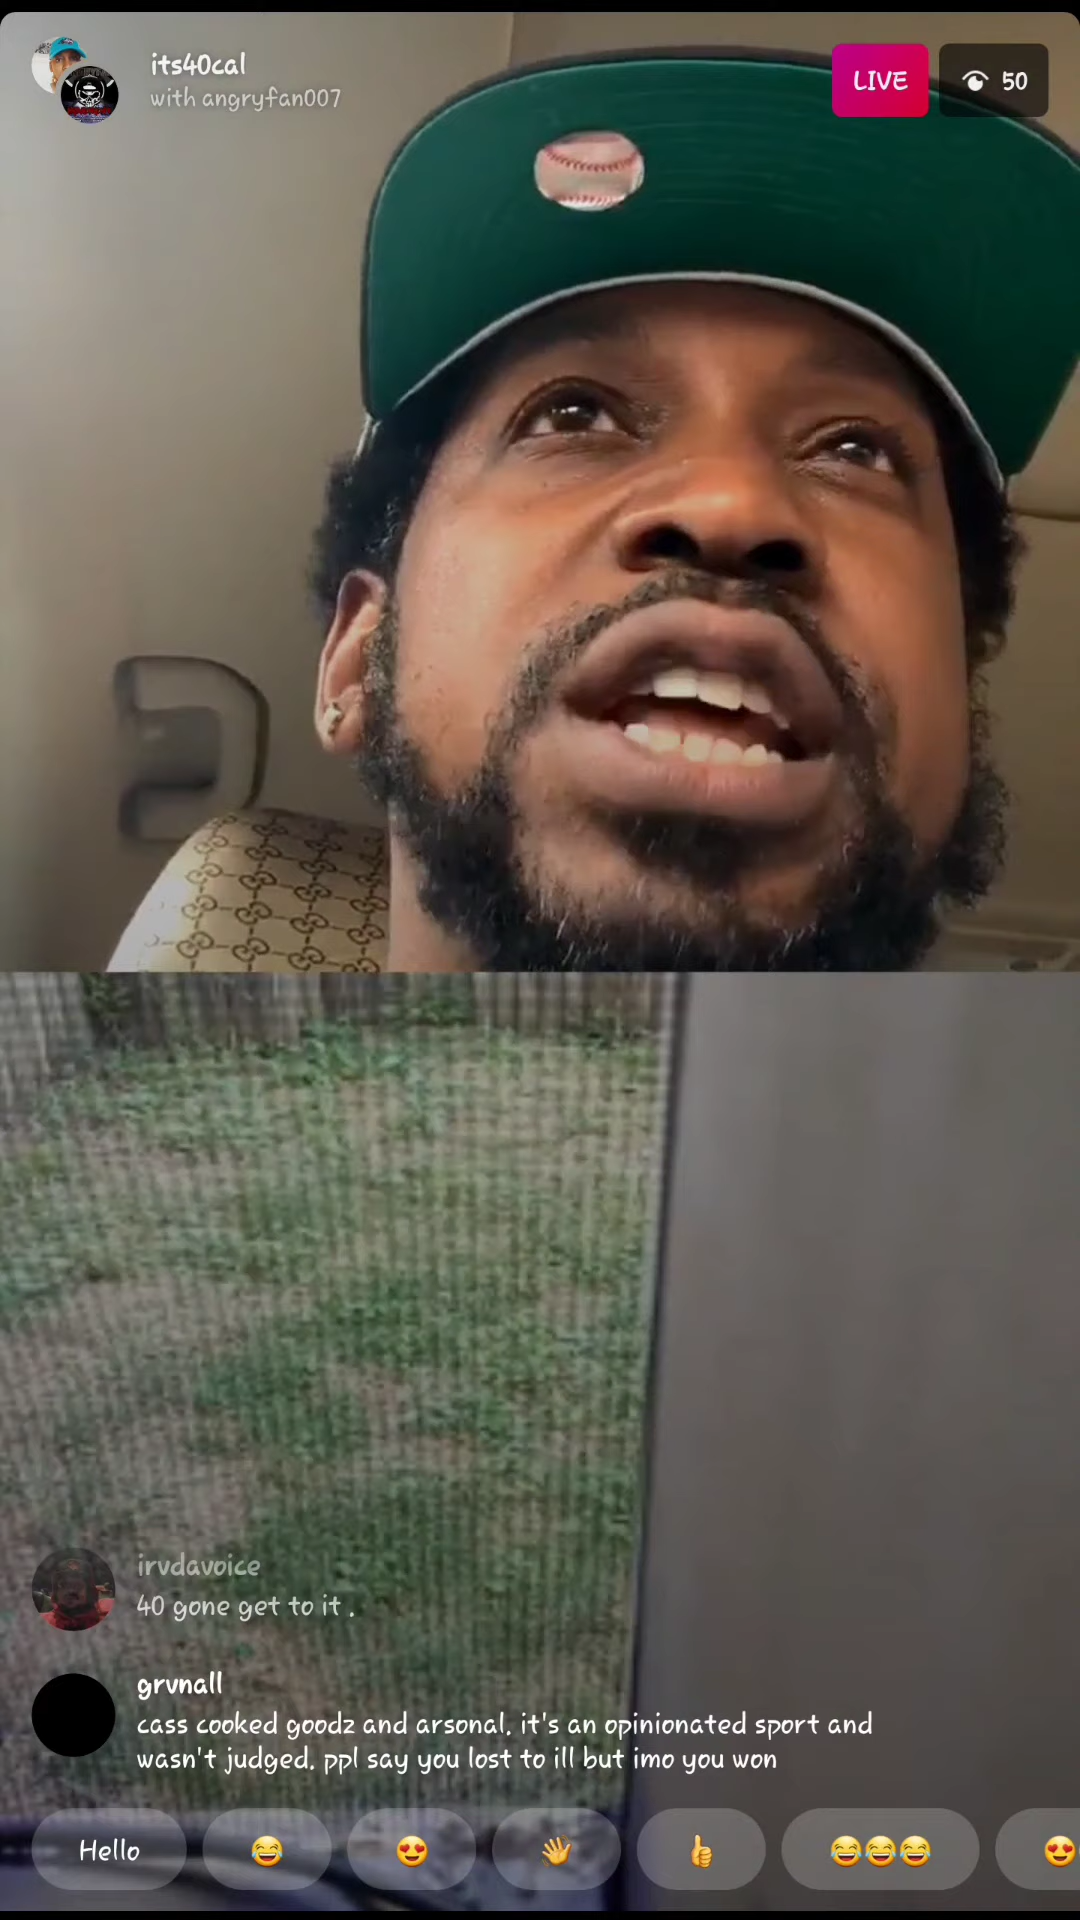 its40cal
with angryfan007
LIVE
50
irvdavoice
40 gone get to it .
grvnall
cass cooked goodz and arsonal. it's an opinionated sport and
wasn't judged. ppl say you lost to ill but imo you won
Hello